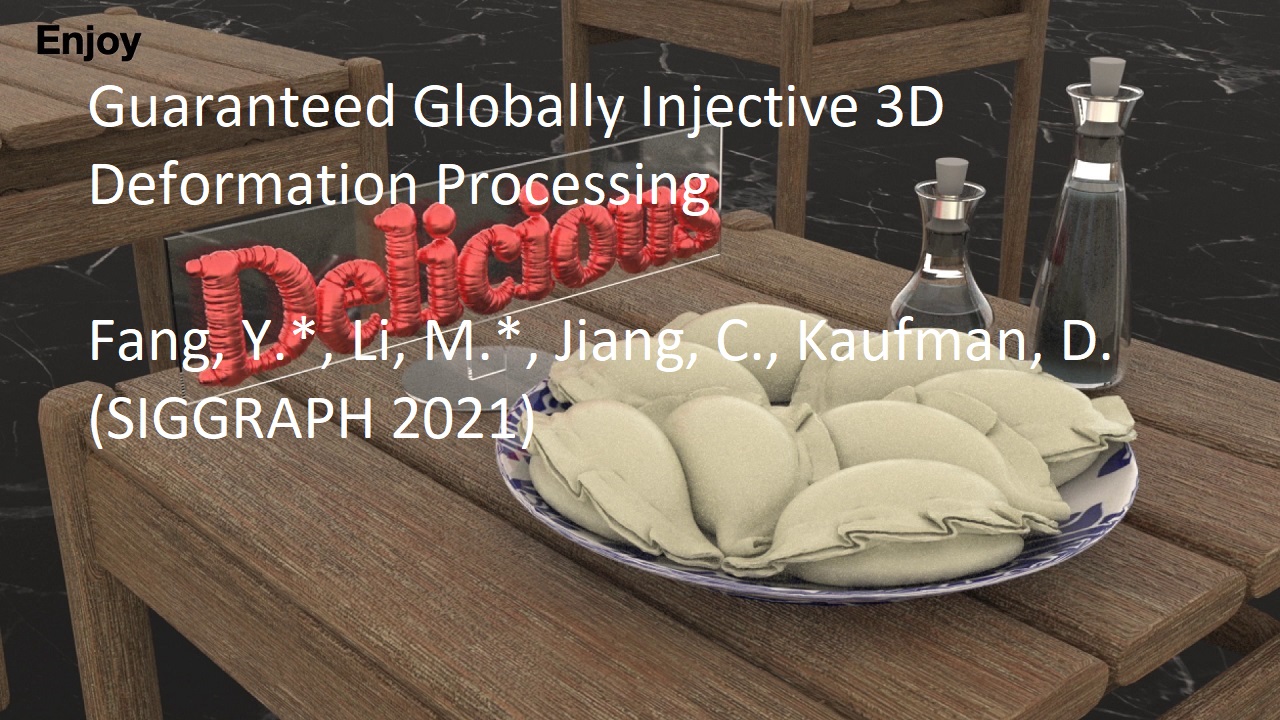 Enjoy
Guaranteed Globally Injective 3D
Deformation Processing
Delicious
Fang, Y.*, Li, M.*, Jiang, C., Kaufman, D.
(SIGGRAPH 2021)